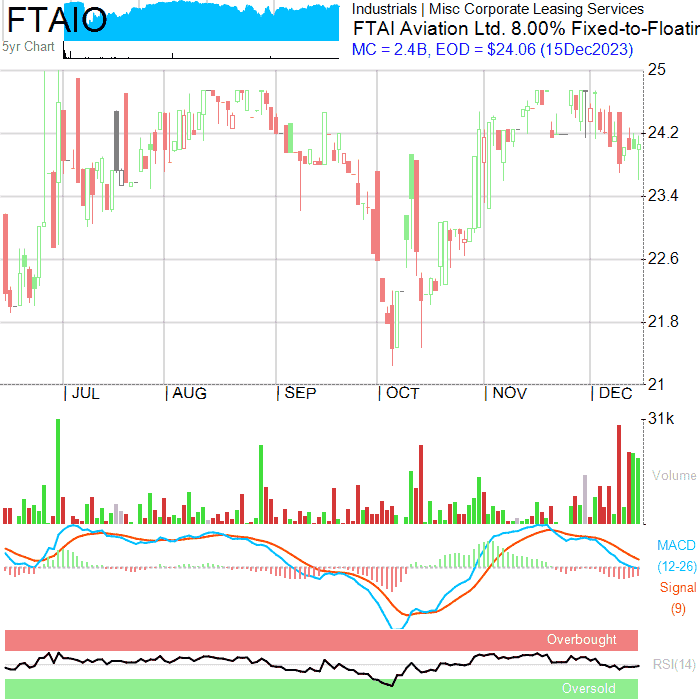 FTAIO
5yr Chart
Industrials | Misc Corporate Leasing Services
FTAI Aviation Ltd. 8.00% Fixed-to-Floatin
MC = 2.4B, EOD = $24.06 (15Dec2023)
25
24.2
23.4
22.6
21.8
21
| JUL | AUG | SEP | OCT | NOV | DEC
31k
Volume
MACD
(12-26)
Signal
(9)
Overbought
RSI(14)
Oversold